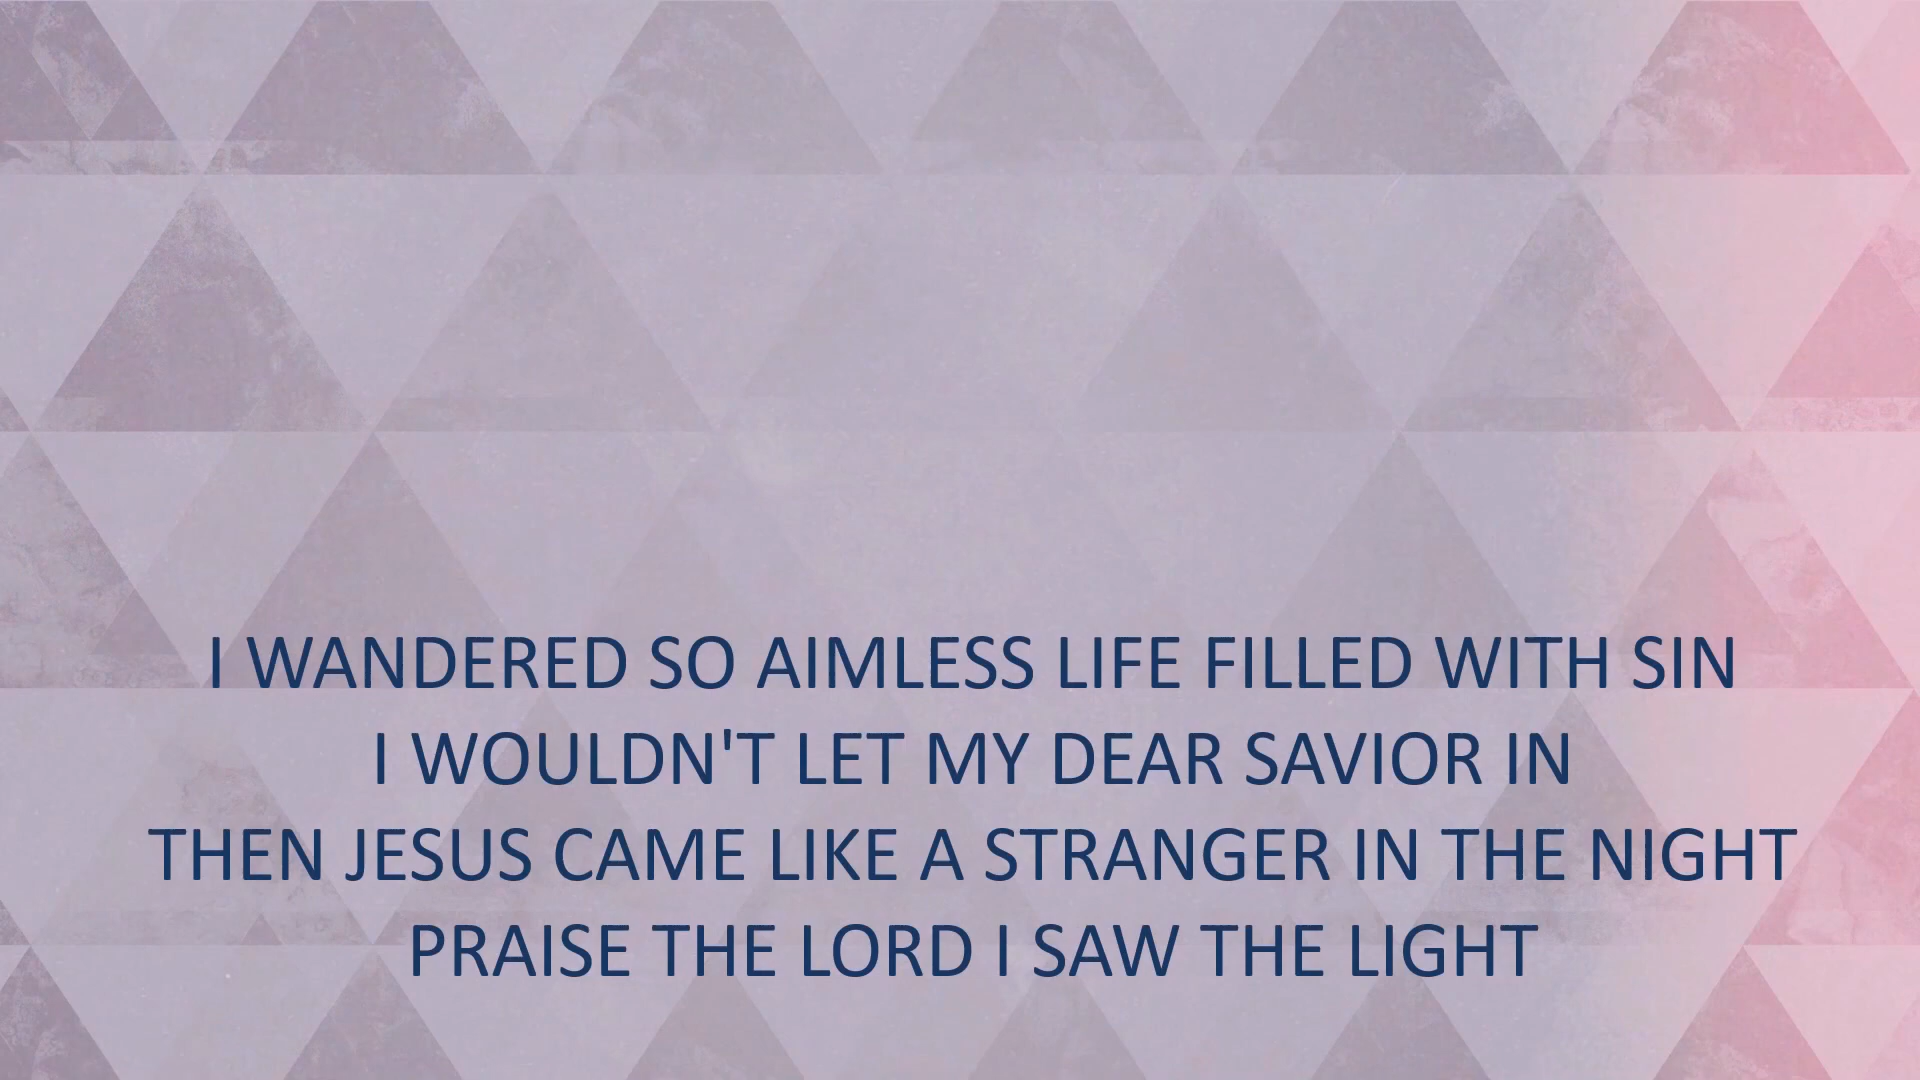 I WANDERED SO AIMLESS LIFE FILLED WITH SIN
I WOULDN'T LET MY DEAR SAVIOR IN
THEN JESUS CAME LIKE A STRANGER IN THE NIGHT
PRAISE THE LORD I SAW THE LIGHT